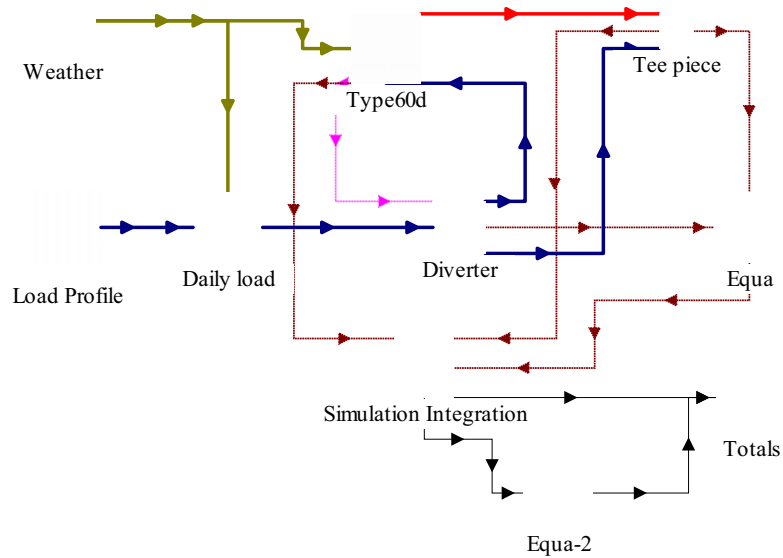 Weather
Type60d
Tee piece
Load Profile
Daily load
Diverter
Equa
Simulation Integration
Totals
Equa-2